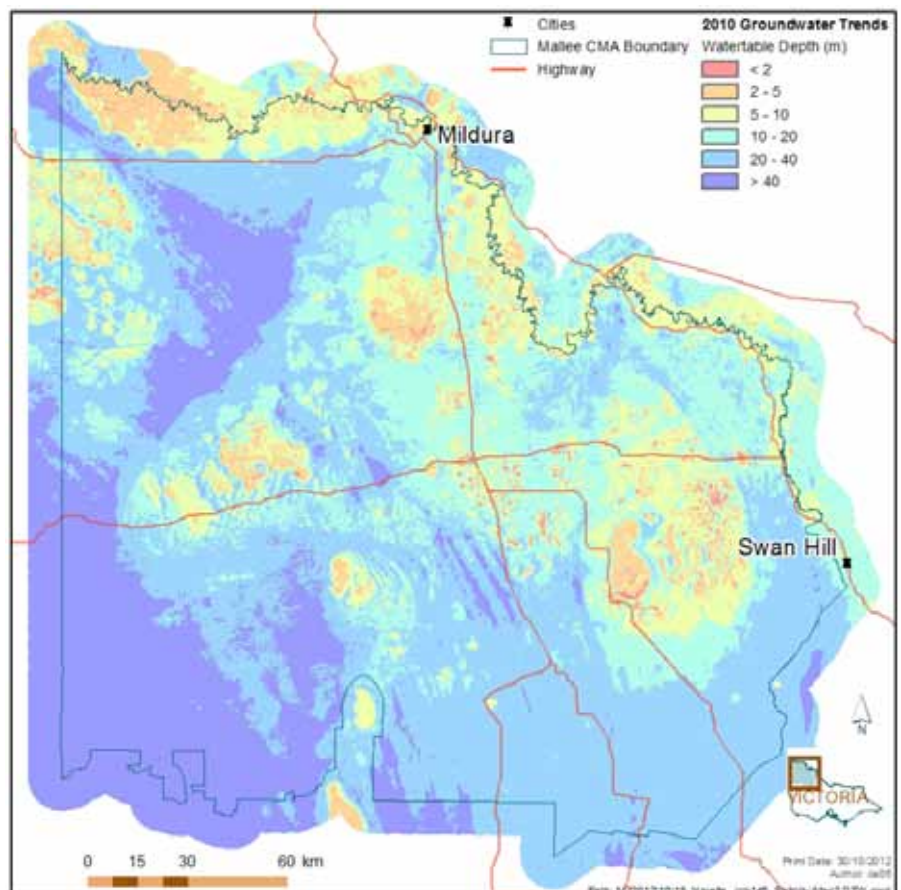 Cities
Mallee CMA Boundary
Highway
2010 Groundwater Trends
Watertable Depth (m)
< 2
2 - 5
5 - 10
10 - 20
20 - 40
> 40
Mildura
Swan Hill
N
VICTORIA
0 15 30 60 km
Print Date: 30/10/2012
Author: